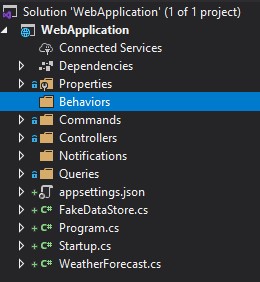 Solution 'WebApplication' (1 of 1 project)
WebApplication
Connected Services
Dependencies
Properties
Behaviors
Commands
Controllers
Notifications
Queries
appsettings.json
C# FakeDataStore.cs
C# Program.cs
C# Startup.cs
C# WeatherForecast.cs